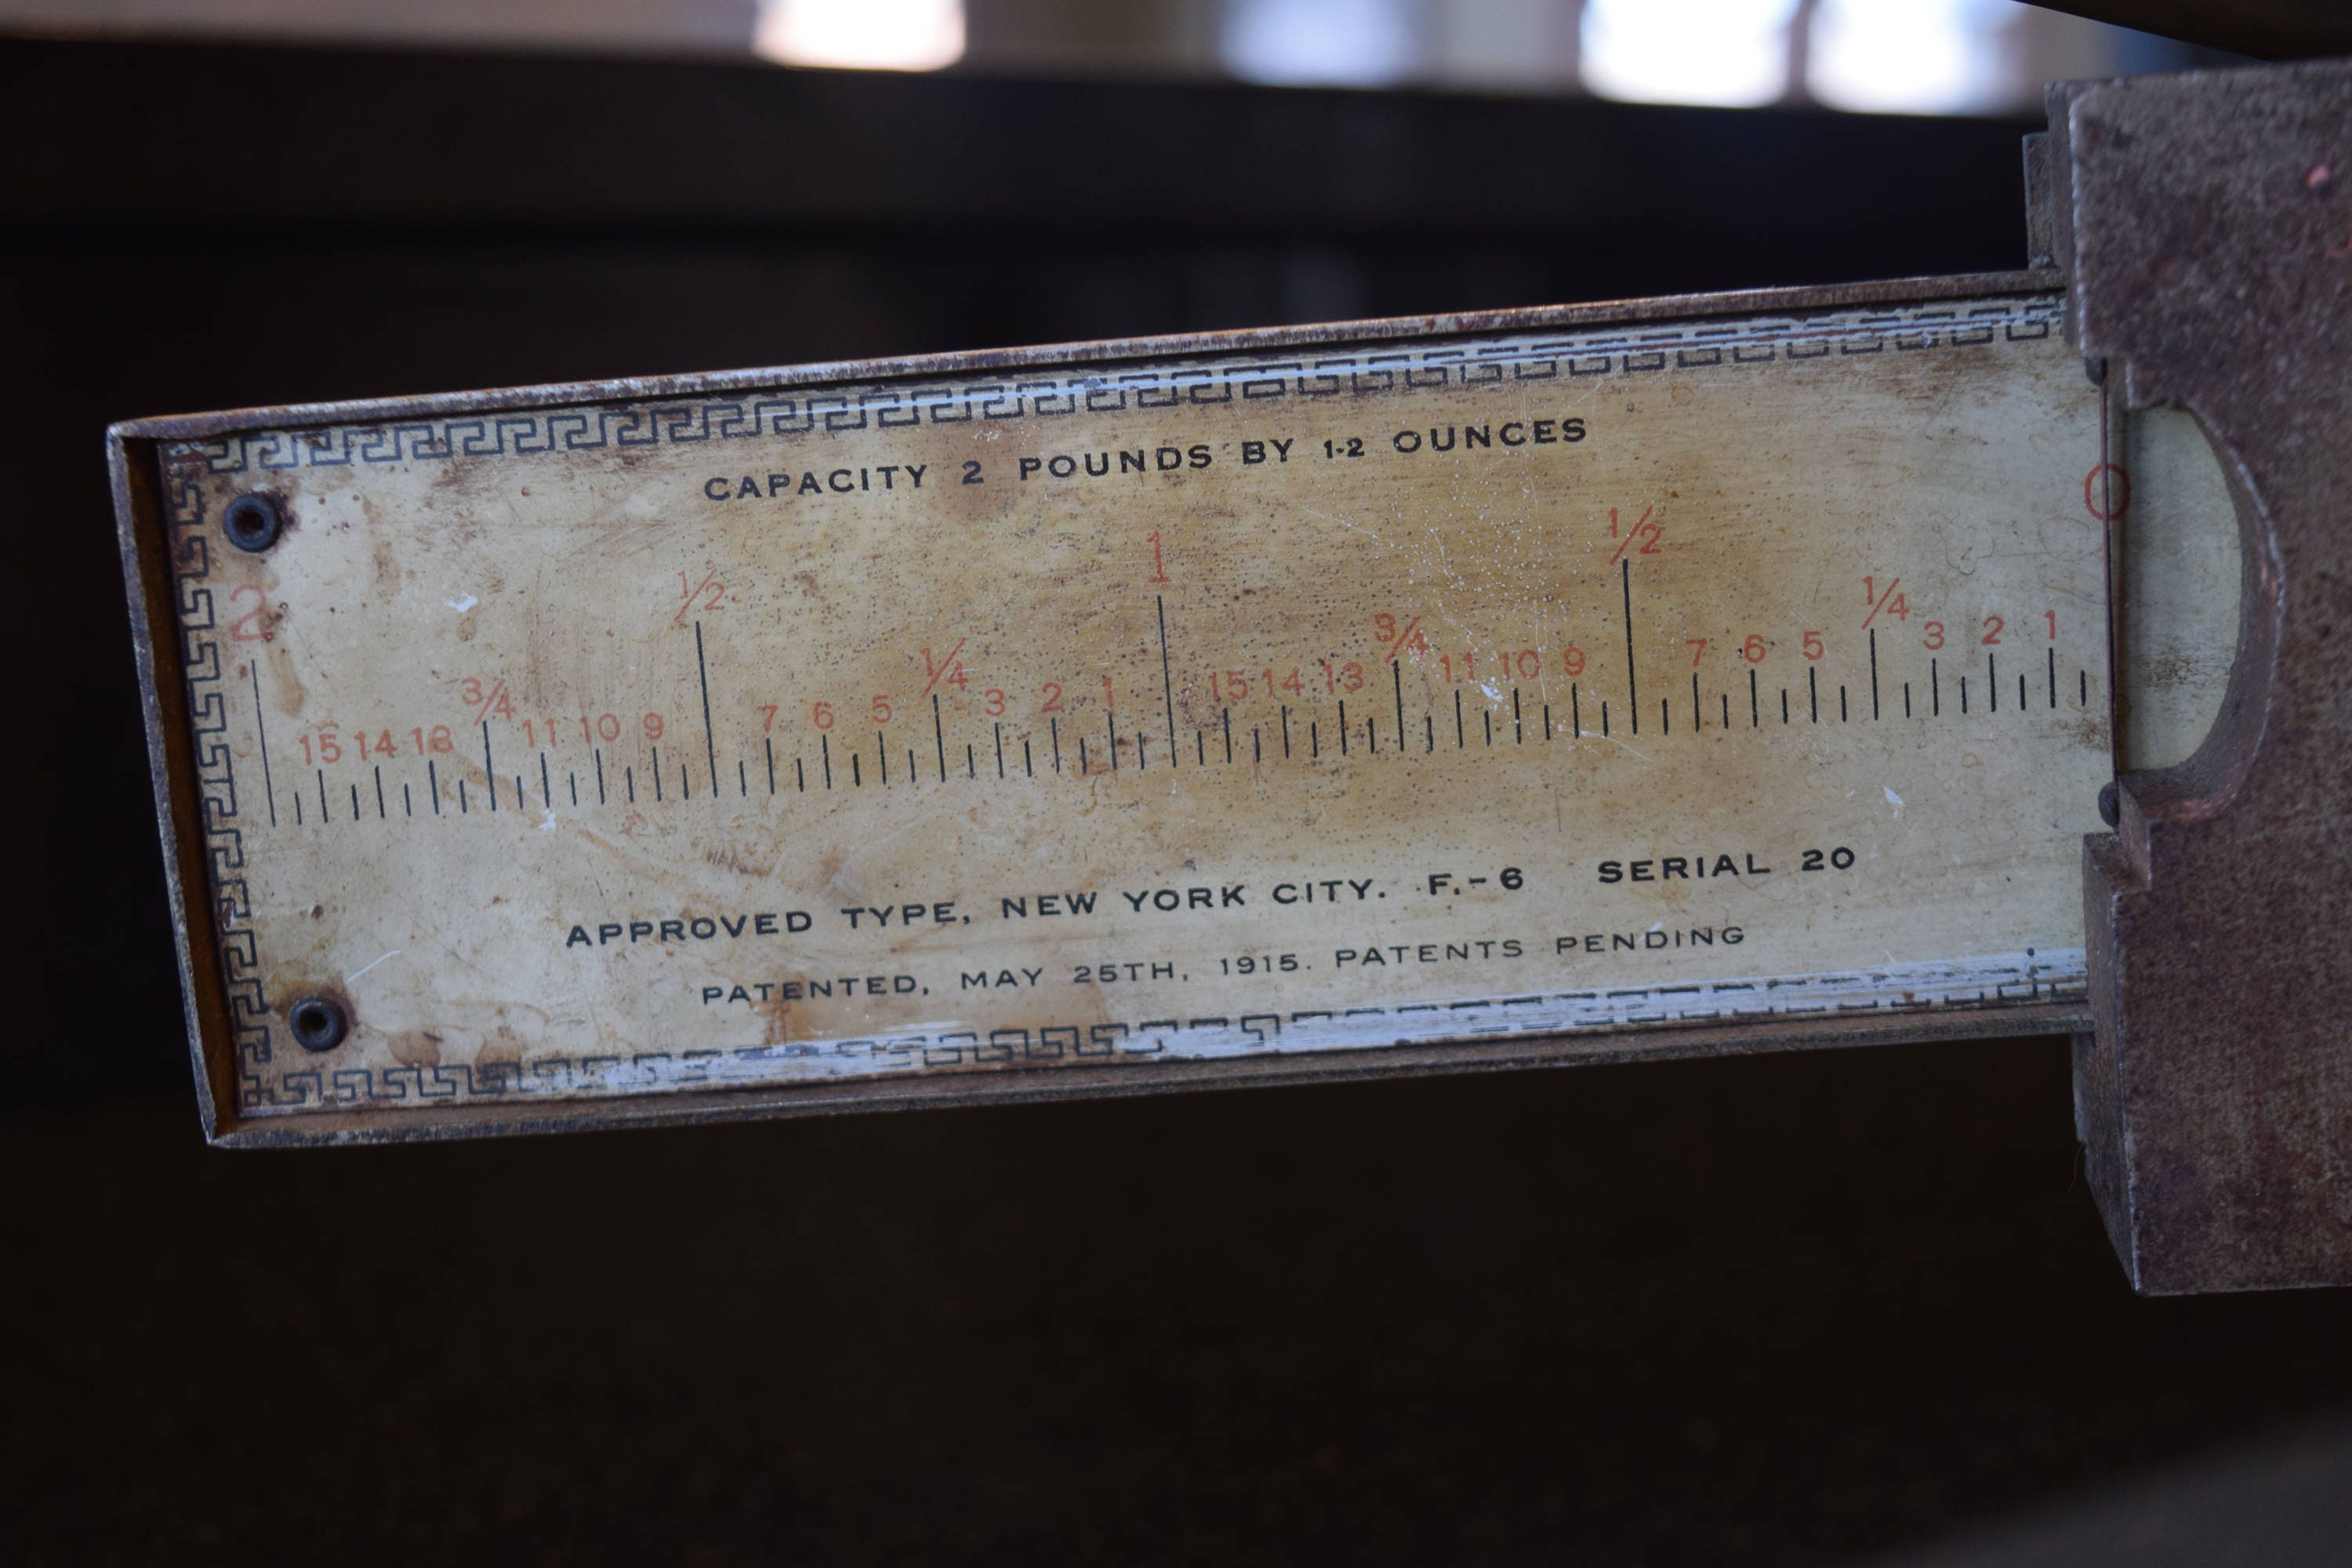 CAPACITY 2 POUNDS BY 1-2 OUNCES
2 1/2 1 1/2 0
15 14 13 3/4 11 10 9 7 6 5 1/4 3 2 1 15 14 13 3/4 11 10 9 7 6 5 1/4 3 2 1
APPROVED TYPE, NEW YORK CITY. F.-6 SERIAL 20
PATENTED, MAY 25TH, 1915. PATENTS PENDING